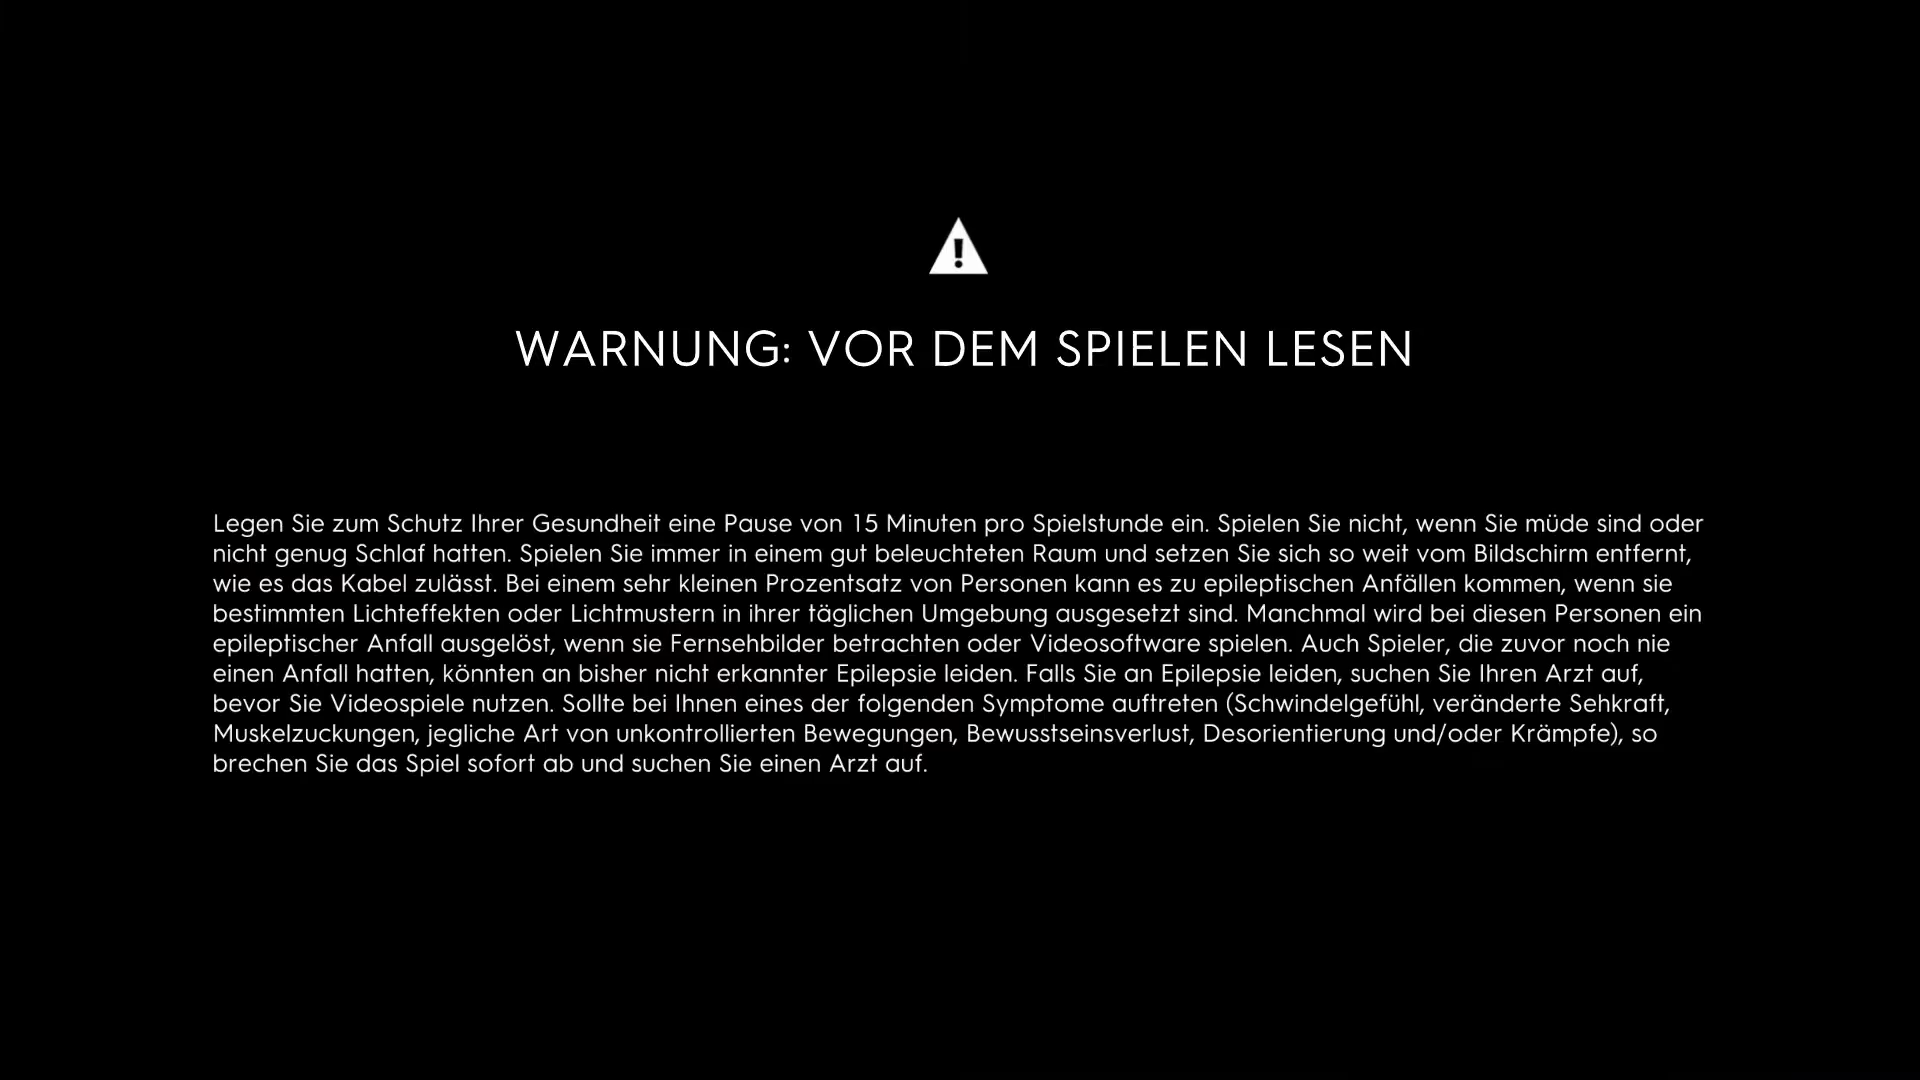 WARNUNG: VOR DEM SPIELEN LESEN
Legen Sie zum Schutz Ihrer Gesundheit eine Pause von 15 Minuten pro Spielstunde ein. Spielen Sie nicht, wenn Sie müde sind oder
nicht genug Schlaf hatten. Spielen Sie immer in einem gut beleuchteten Raum und setzen Sie sich so weit vom Bildschirm entfernt,
wie es das Kabel zulässt. Bei einem sehr kleinen Prozentsatz von Personen kann es zu epileptischen Anfällen kommen, wenn sie
bestimmten Lichteffekten oder Lichtmustern in ihrer täglichen Umgebung ausgesetzt sind. Manchmal wird bei diesen Personen ein
epileptischer Anfall ausgelöst, wenn sie Fernsehbilder betrachten oder Videosoftware spielen. Auch Spieler, die zuvor noch nie
einen Anfall hatten, könnten an bisher nicht erkannter Epilepsie leiden. Falls Sie an Epilepsie leiden, suchen Sie Ihren Arzt auf,
bevor Sie Videospiele nutzen. Sollte bei Ihnen eines der folgenden Symptome auftreten (Schwindelgefühl, veränderte Sehkraft,
Muskelzuckungen, jegliche Art von unkontrollierten Bewegungen, Bewusstseinsverlust, Desorientierung und/oder Krämpfe), so
brechen Sie das Spiel sofort ab und suchen Sie einen Arzt auf.